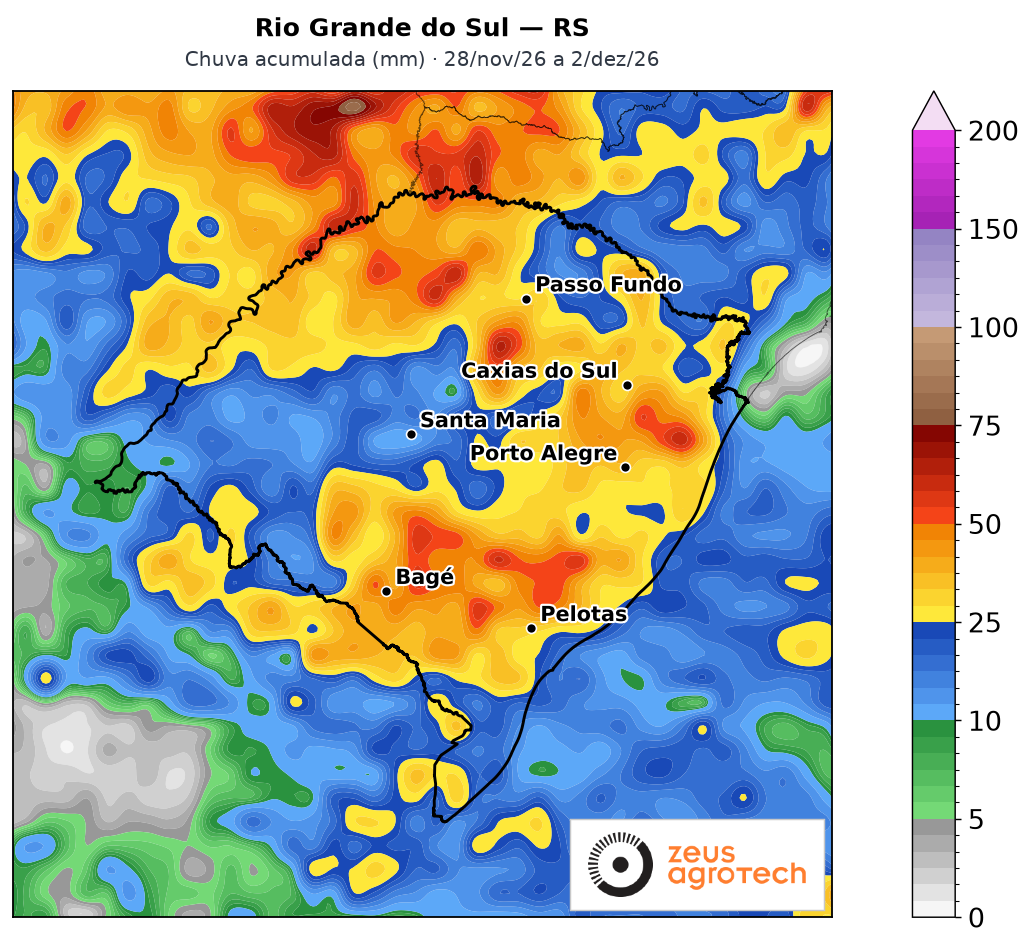 Rio Grande do Sul — RS
Chuva acumulada (mm) · 28/nov/26 a 2/dez/26
Passo Fundo
Caxias do Sul
Santa Maria
Porto Alegre
Bagé
Pelotas
zeus
agrotech
200
150
100
75
50
25
10
5
0